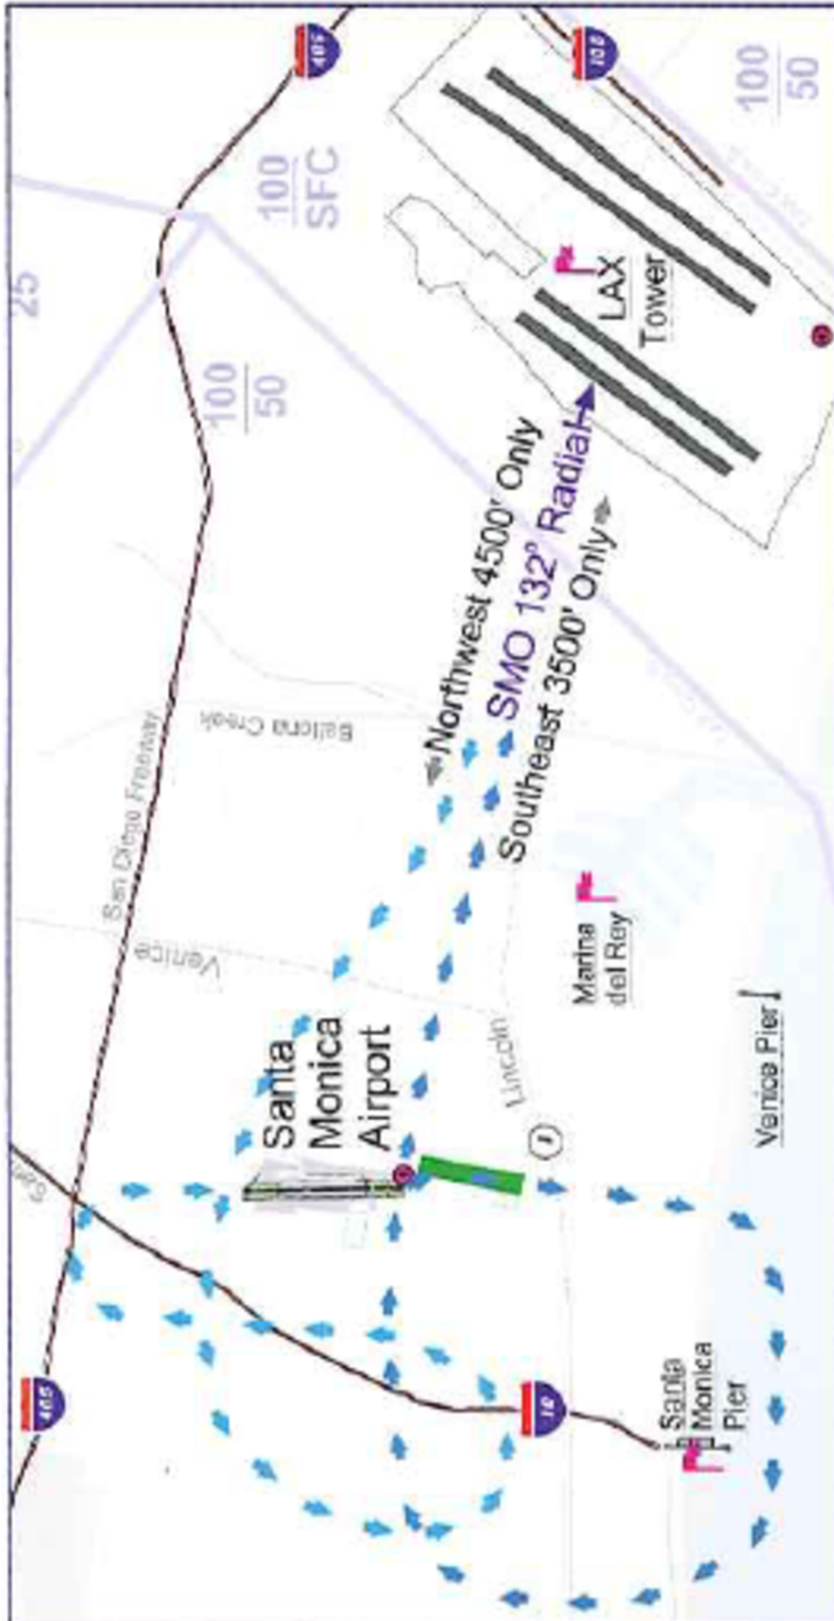 405
105
100
50
100
SFC
25
100
50
LAX
Tower
Northwest 4500' Only
SMO 132° Radial
Southeast 3500' Only
San Diego Freeway
Ballona Creek
Venice
Marina
del Rey
Lincoln
Santa
Monica
Airport
1
Venice Pier
405
10
Santa
Monica
Pier